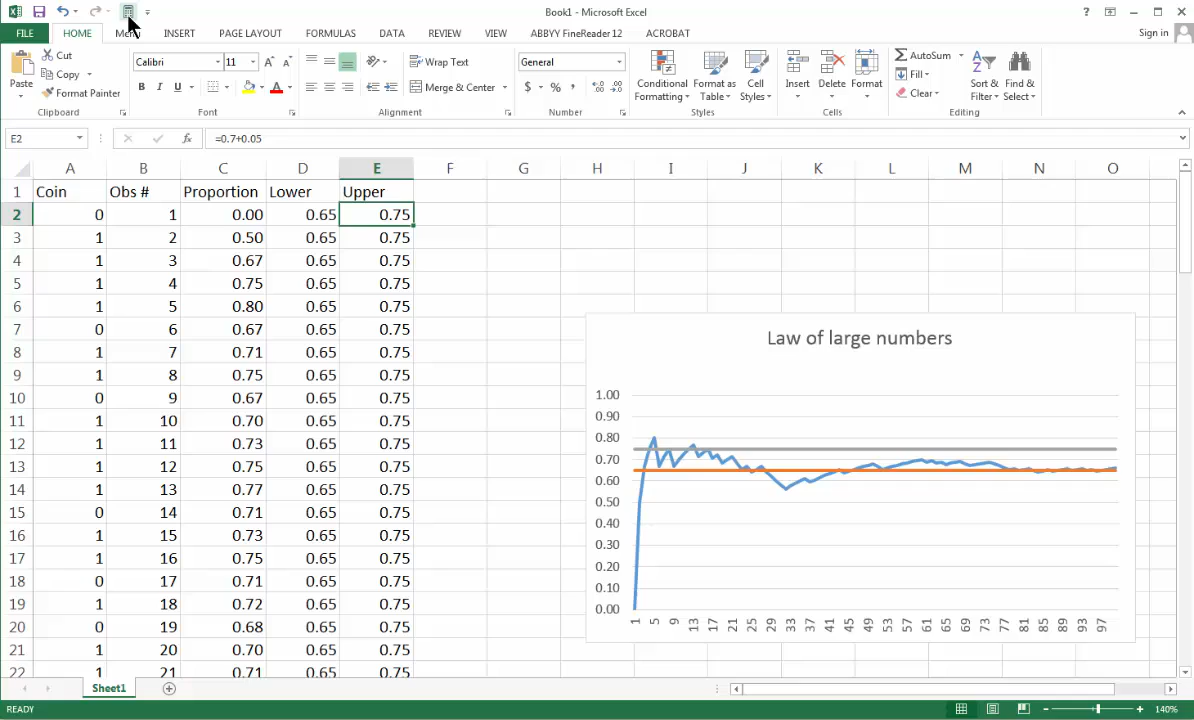 Book1 - Microsoft Excel
FILE HOME INSERT PAGE LAYOUT FORMULAS DATA REVIEW VIEW ABBYY FineReader 12 ACROBAT Sign in
Cut
Copy
Format Painter
Paste
Clipboard
Calibri 11
B I U
Font
Wrap Text
Merge & Center
Alignment
General
$ % ,
Number
Conditional Formatting
Format as Table
Cell Styles
Styles
Insert Delete Format
Cells
AutoSum
Fill
Clear
Sort & Filter
Find & Select
Editing
E2 fx =0.7+0.05
A B C D E F G H I J K L M N O
1 Coin Obs # Proportion Lower Upper
2 0 1 0.00 0.65 0.75
3 1 2 0.50 0.65 0.75
4 1 3 0.67 0.65 0.75
5 1 4 0.75 0.65 0.75
6 1 5 0.80 0.65 0.75
7 0 6 0.67 0.65 0.75
8 1 7 0.71 0.65 0.75
9 1 8 0.75 0.65 0.75
10 0 9 0.67 0.65 0.75
11 1 10 0.70 0.65 0.75
12 1 11 0.73 0.65 0.75
13 1 12 0.75 0.65 0.75
14 1 13 0.77 0.65 0.75
15 0 14 0.71 0.65 0.75
16 1 15 0.73 0.65 0.75
17 1 16 0.75 0.65 0.75
18 0 17 0.71 0.65 0.75
19 1 18 0.72 0.65 0.75
20 0 19 0.68 0.65 0.75
21 1 20 0.70 0.65 0.75
22 1 21 0.71 0.65 0.75
Law of large numbers
1.00
0.90
0.80
0.70
0.60
0.50
0.40
0.30
0.20
0.10
0.00
1 5 9 13 17 21 25 29 33 37 41 45 49 53 57 61 65 69 73 77 81 85 89 93 97
Sheet1
READY 140%